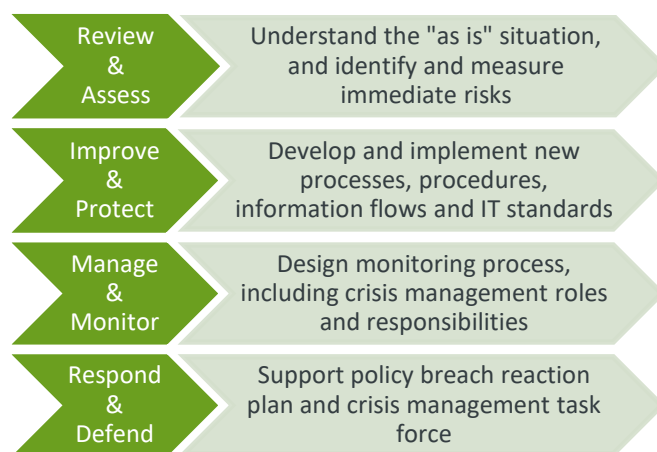 Review
&
Assess
Understand the "as is" situation,
and identify and measure
immediate risks
Improve
&
Protect
Develop and implement new
processes, procedures,
information flows and IT standards
Manage
&
Monitor
Design monitoring process,
including crisis management roles
and responsibilities
Respond
&
Defend
Support policy breach reaction
plan and crisis management task
force